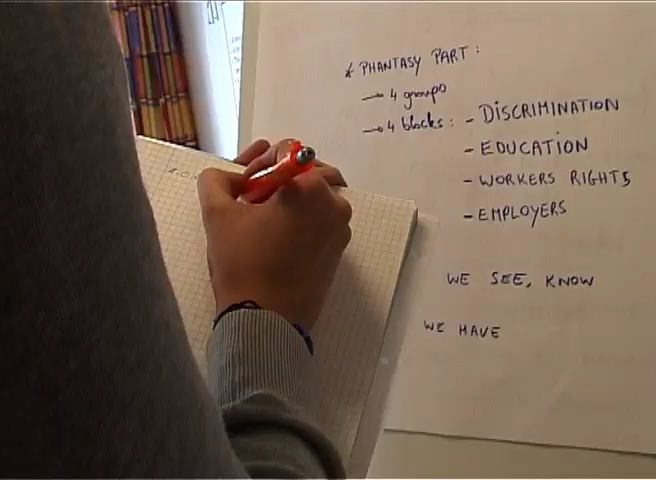 * PHANTASY PART :
→ 4 groups
→ 4 blocks : - DISCRIMINATION
- EDUCATION
- WORKERS RIGHTS
- EMPLOYERS
WE SEE, KNOW
WE HAVE